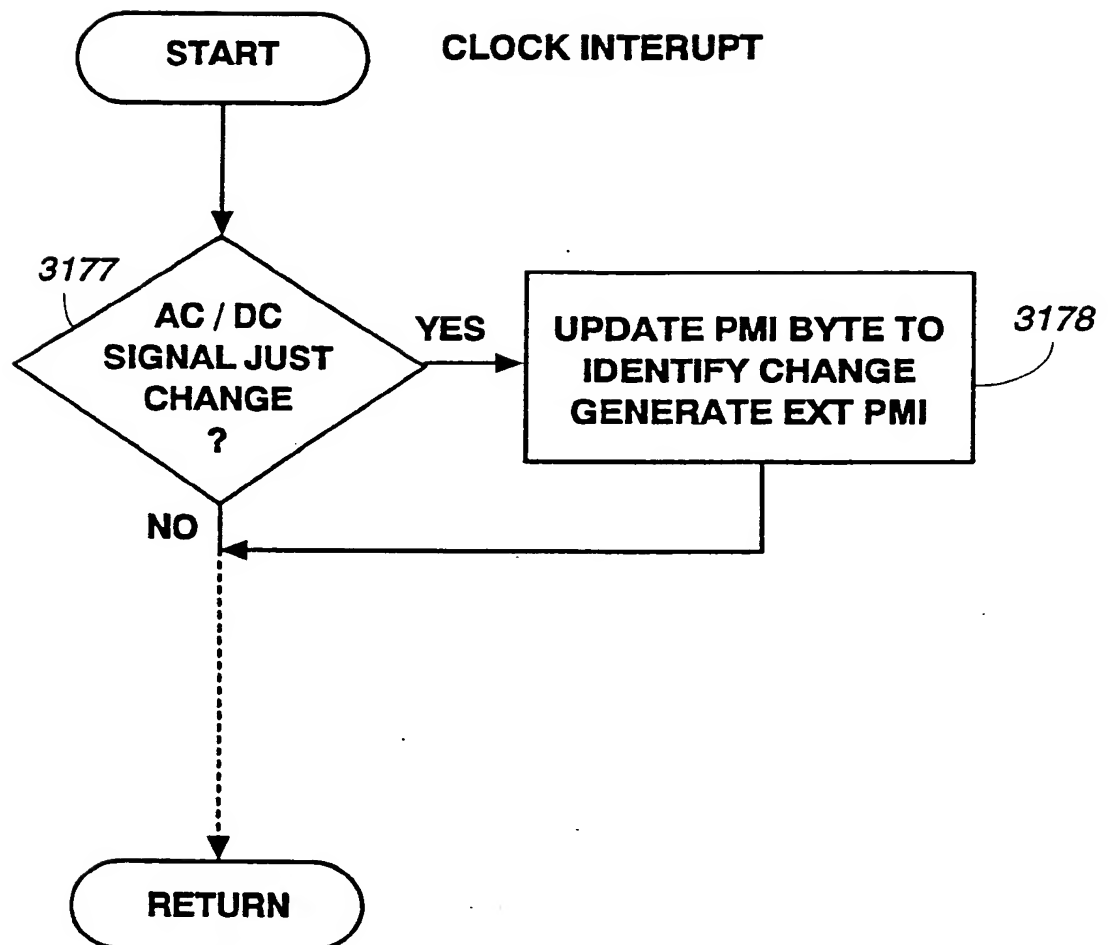 START
CLOCK INTERUPT
3177
AC / DC
SIGNAL JUST
CHANGE
?
YES
UPDATE PMI BYTE TO
IDENTIFY CHANGE
GENERATE EXT PMI
3178
NO
RETURN